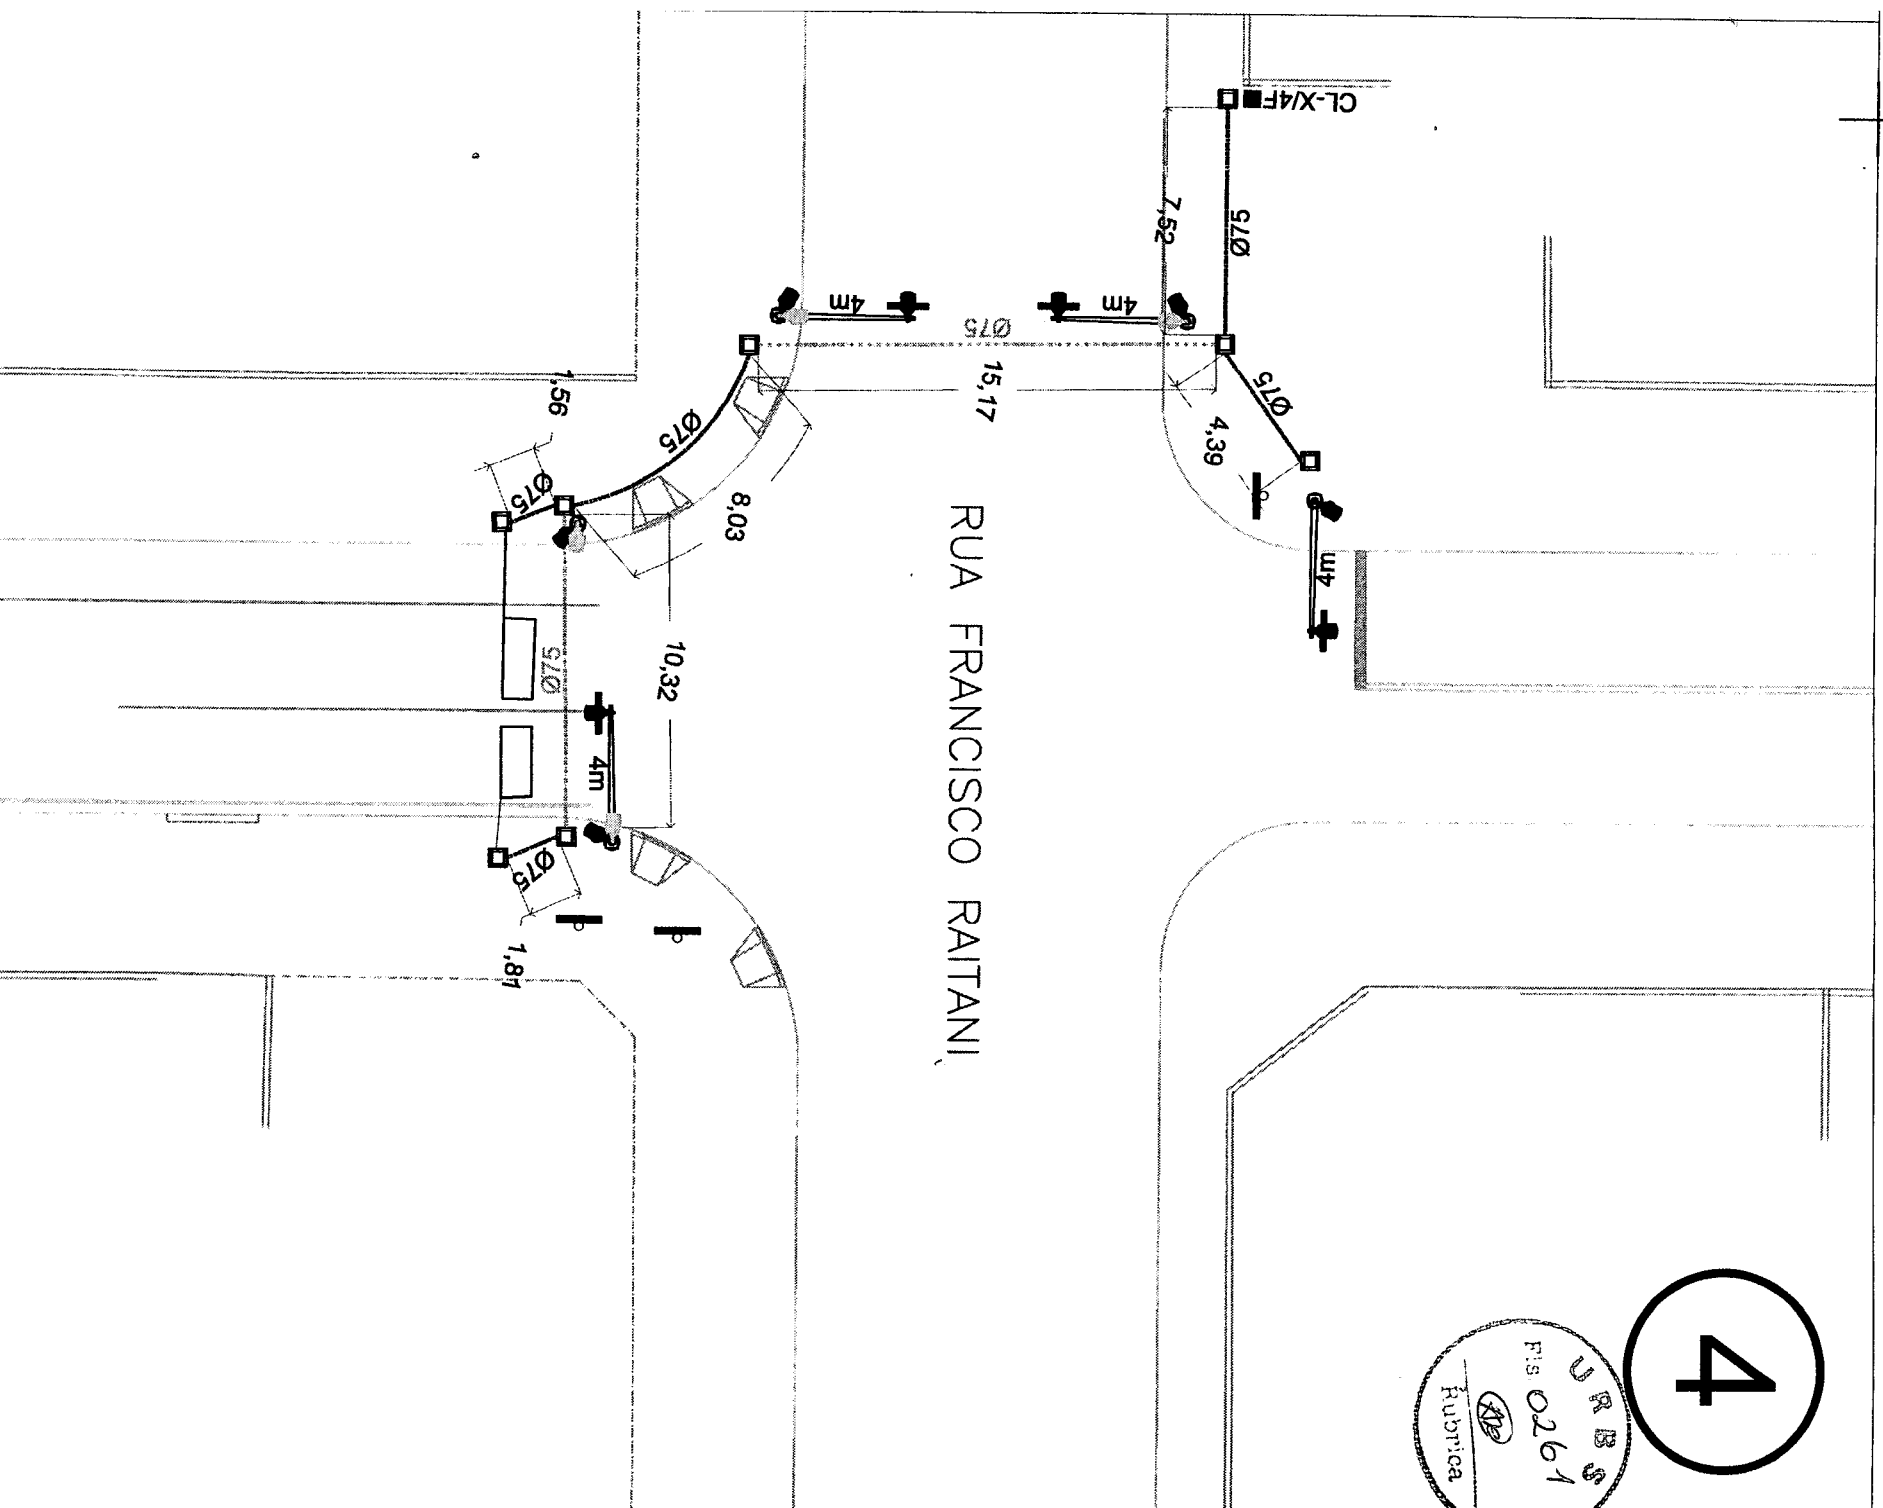 CL-X/4F
Ø75
7,52
4m
4m
Ø75
15,17
Ø75
4,39
1,56
Ø75
Ø75
8,03
4m
10,32
Ø75
4m
Ø75
1,81
RUA FRANCISCO RAITANI
4
URBS
Fls. 0261
Rubrica